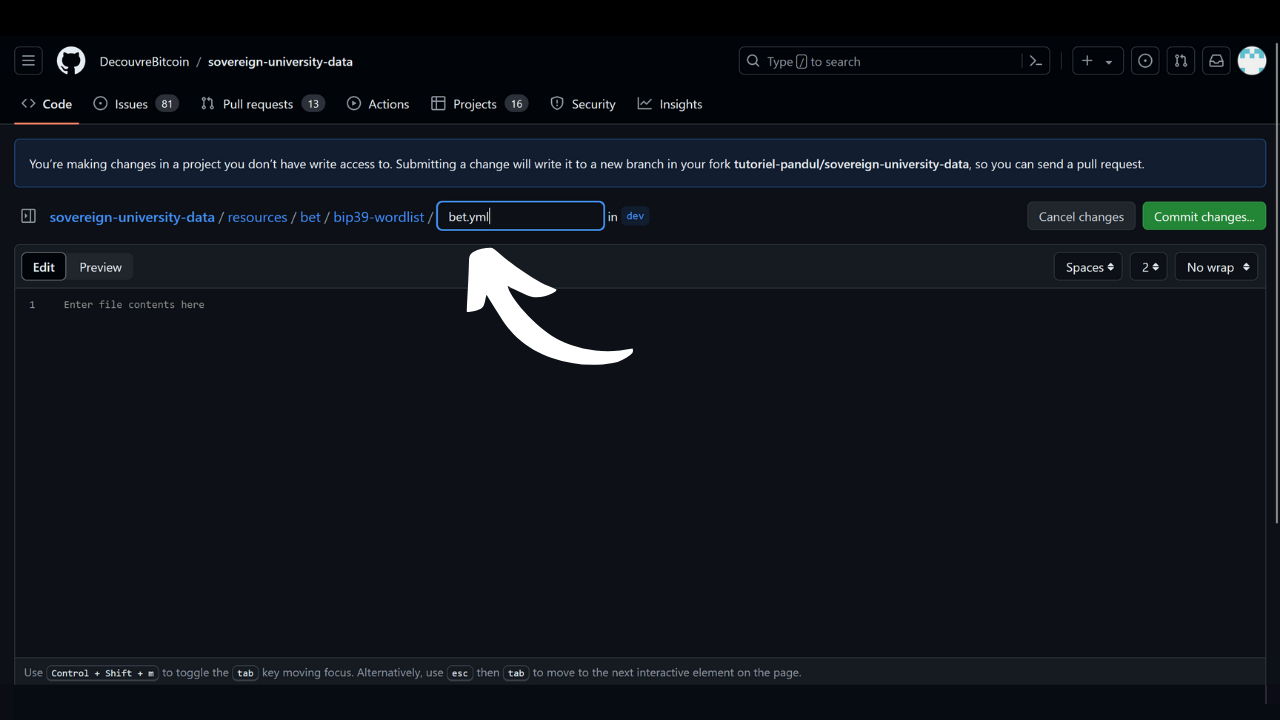 DecouvreBitcoin / sovereign-university-data
Type / to search
Code Issues 81 Pull requests 13 Actions Projects 16 Security Insights
You're making changes in a project you don't have write access to. Submitting a change will write it to a new branch in your fork tutoriel-pandul/sovereign-university-data, so you can send a pull request.
sovereign-university-data / resources / bet / bip39-wordlist / bet.yml in dev
Cancel changes Commit changes...
Edit Preview Spaces 2 No wrap
1 Enter file contents here
Use Control + Shift + m to toggle the tab key moving focus. Alternatively, use esc then tab to move to the next interactive element on the page.